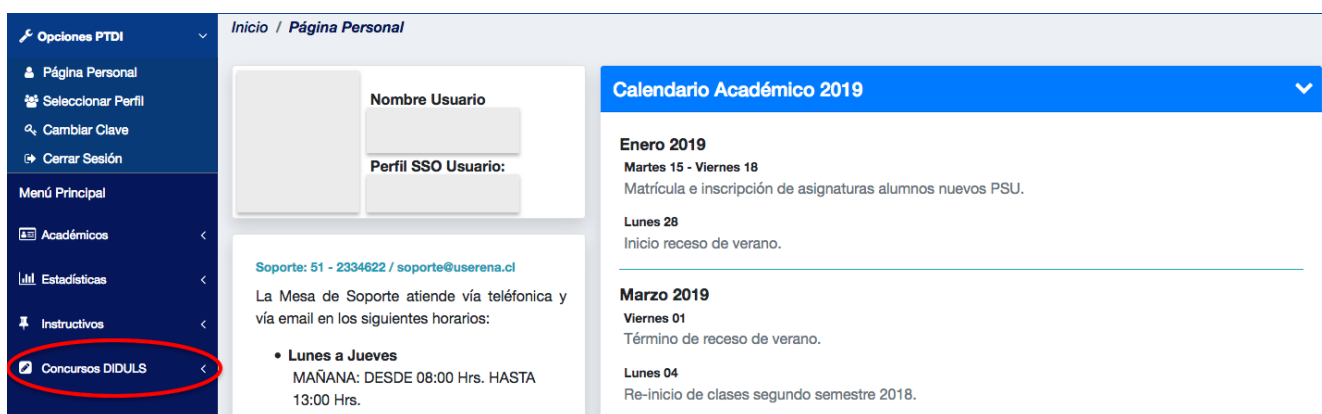 Opciones PTDI
Página Personal
Seleccionar Perfil
Cambiar Clave
Cerrar Sesión
Menú Principal
Académicos
Estadísticas
Instructivos
Concursos DIDULS
Inicio / Página Personal
Nombre Usuario
Perfil SSO Usuario:
Soporte: 51 - 2334622 / soporte@userena.cl
La Mesa de Soporte atiende vía teléfonica y
vía email en los siguientes horarios:
• Lunes a Jueves
MAÑANA: DESDE 08:00 Hrs. HASTA
13:00 Hrs.
Calendario Académico 2019
Enero 2019
Martes 15 - Viernes 18
Matrícula e inscripción de asignaturas alumnos nuevos PSU.
Lunes 28
Inicio receso de verano.
Marzo 2019
Viernes 01
Término de receso de verano.
Lunes 04
Re-inicio de clases segundo semestre 2018.